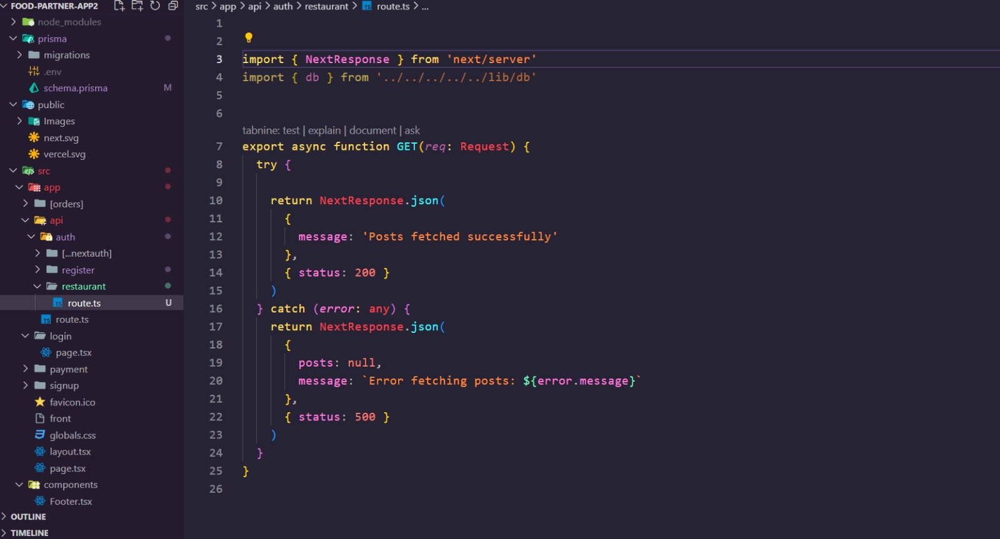 FOOD-PARTNER-APP2
node_modules
prisma
migrations
.env
schema.prisma M
public
Images
next.svg
vercel.svg
src
app
[orders]
api
auth
[...nextauth]
register
restaurant
route.ts U
route.ts
login
page.tsx
payment
signup
favicon.ico
front
globals.css
layout.tsx
page.tsx
components
Footer.tsx
OUTLINE
TIMELINE
src > app > api > auth > restaurant > TS route.ts > ...
1
2
3 import { NextResponse } from 'next/server'
4 import { db } from '../../../../../lib/db'
5
6
tabnine: test | explain | document | ask
7 export async function GET(req: Request) {
8 try {
9
10 return NextResponse.json(
11 {
12 message: 'Posts fetched successfully'
13 },
14 { status: 200 }
15 )
16 } catch (error: any) {
17 return NextResponse.json(
18 {
19 posts: null,
20 message: `Error fetching posts: ${error.message}`
21 },
22 { status: 500 }
23 )
24 }
25 }
26